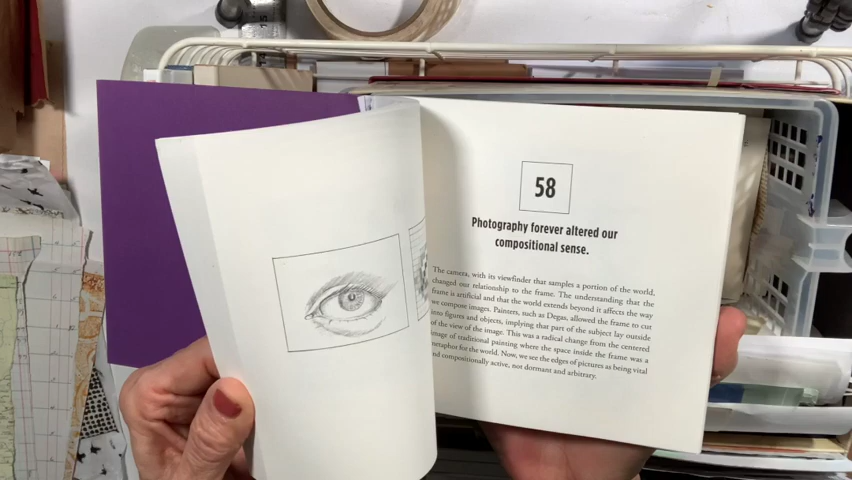 58
Photography forever altered our
compositional sense.
The camera, with its viewfinder that samples a portion of the world,
changed our relationship to the frame. The understanding that the
frame is artificial and that the world extends beyond it affects the way
we compose images. Painters, such as Degas, allowed the frame to cut
into figures and objects, implying that part of the subject lay outside
of the view of the image. This was a radical change from the centered
image of traditional painting where the space inside the frame was a
metaphor for the world. Now, we see the edges of pictures as being vital
and compositionally active, not dormant and arbitrary.